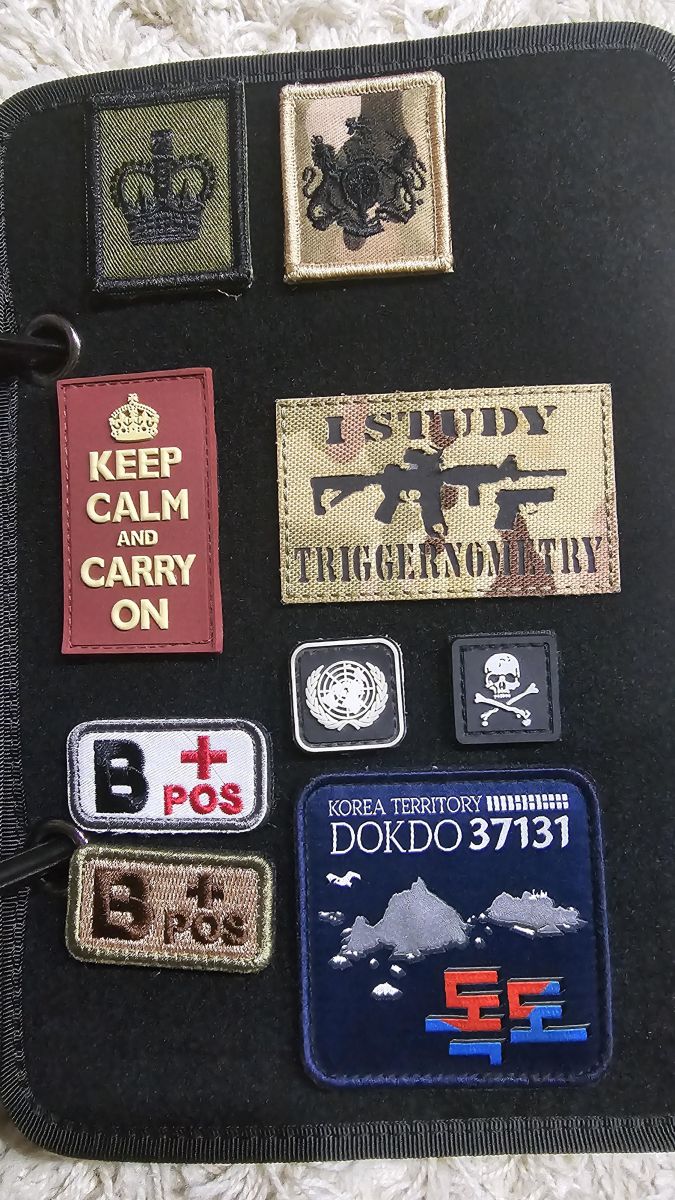 KEEP
CALM
AND
CARRY
ON
I STUDY
TRIGGERNOMETRY
B +
POS
B +
POS
KOREA TERRITORY
DOKDO 37131
독도